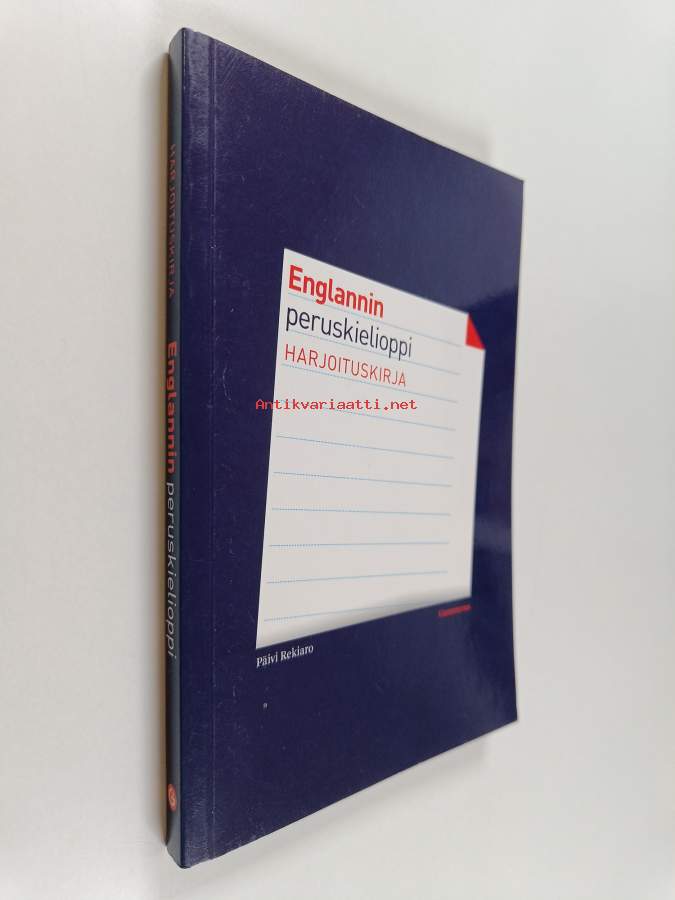 Englannin
peruskielioppi
HARJOITUSKIRJA
Antikvariaatti.net
Päivi Rekiaro
HARJOITUSKIRJA Englannin peruskielioppi